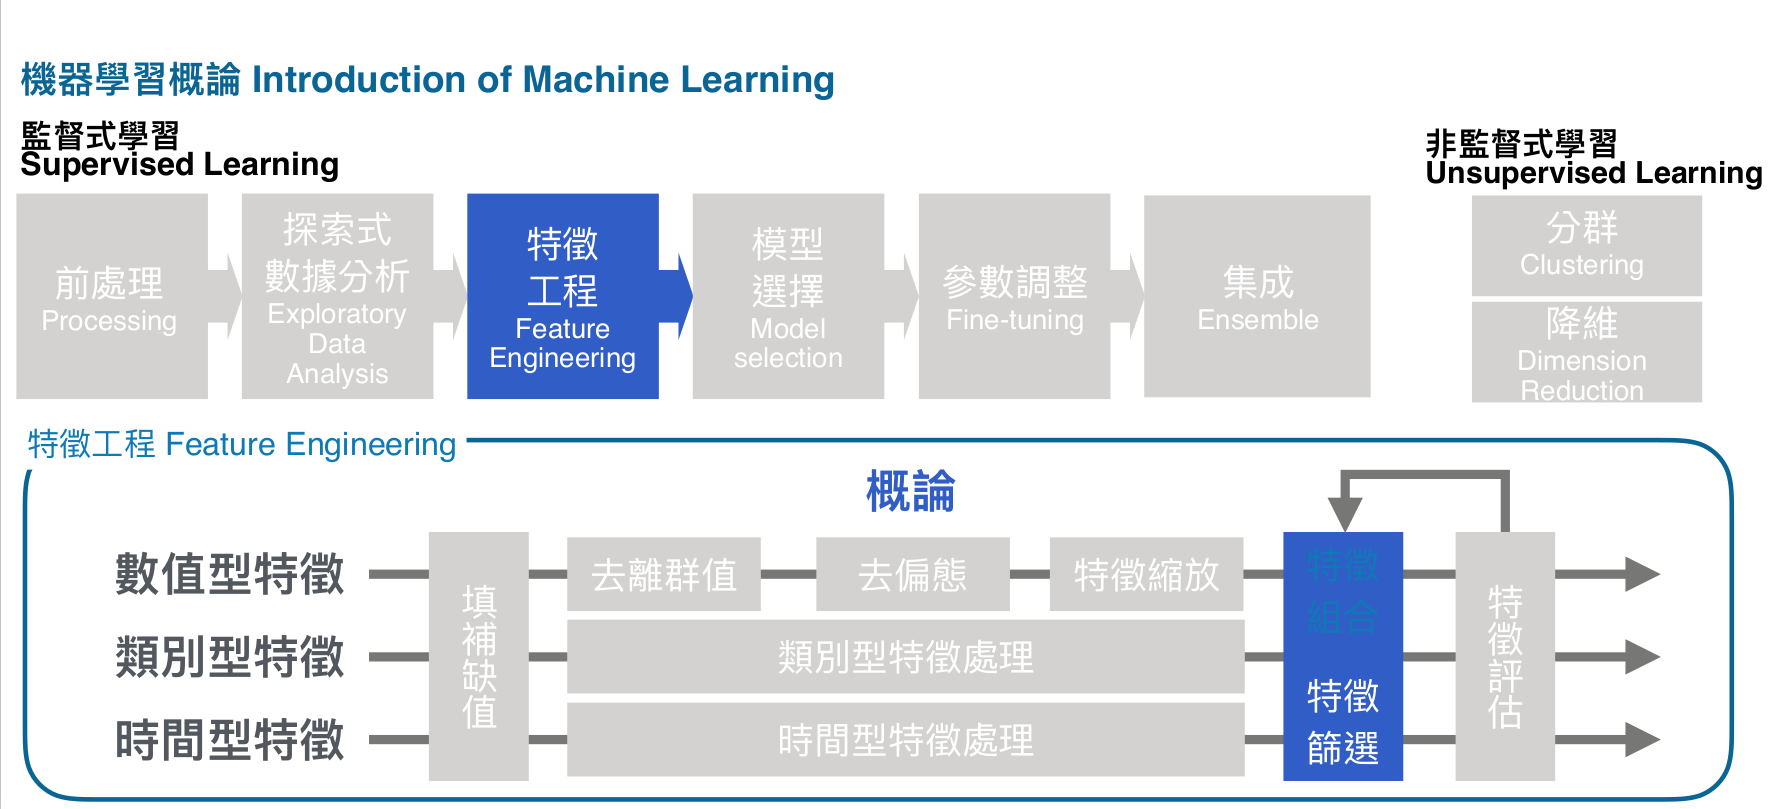 機器學習概論 Introduction of Machine Learning
監督式學習
Supervised Learning
非監督式學習
Unsupervised Learning
前處理
Processing
探索式
數據分析
Exploratory
Data
Analysis
特徵
工程
Feature
Engineering
模型
選擇
Model
selection
參數調整
Fine-tuning
集成
Ensemble
分群
Clustering
降維
Dimension
Reduction
特徵工程 Feature Engineering
概論
數值型特徵
類別型特徵
時間型特徵
填補缺值
去離群值
去偏態
特徵縮放
類別型特徵處理
時間型特徵處理
特徵
組合
特徵
篩選
特徵評估